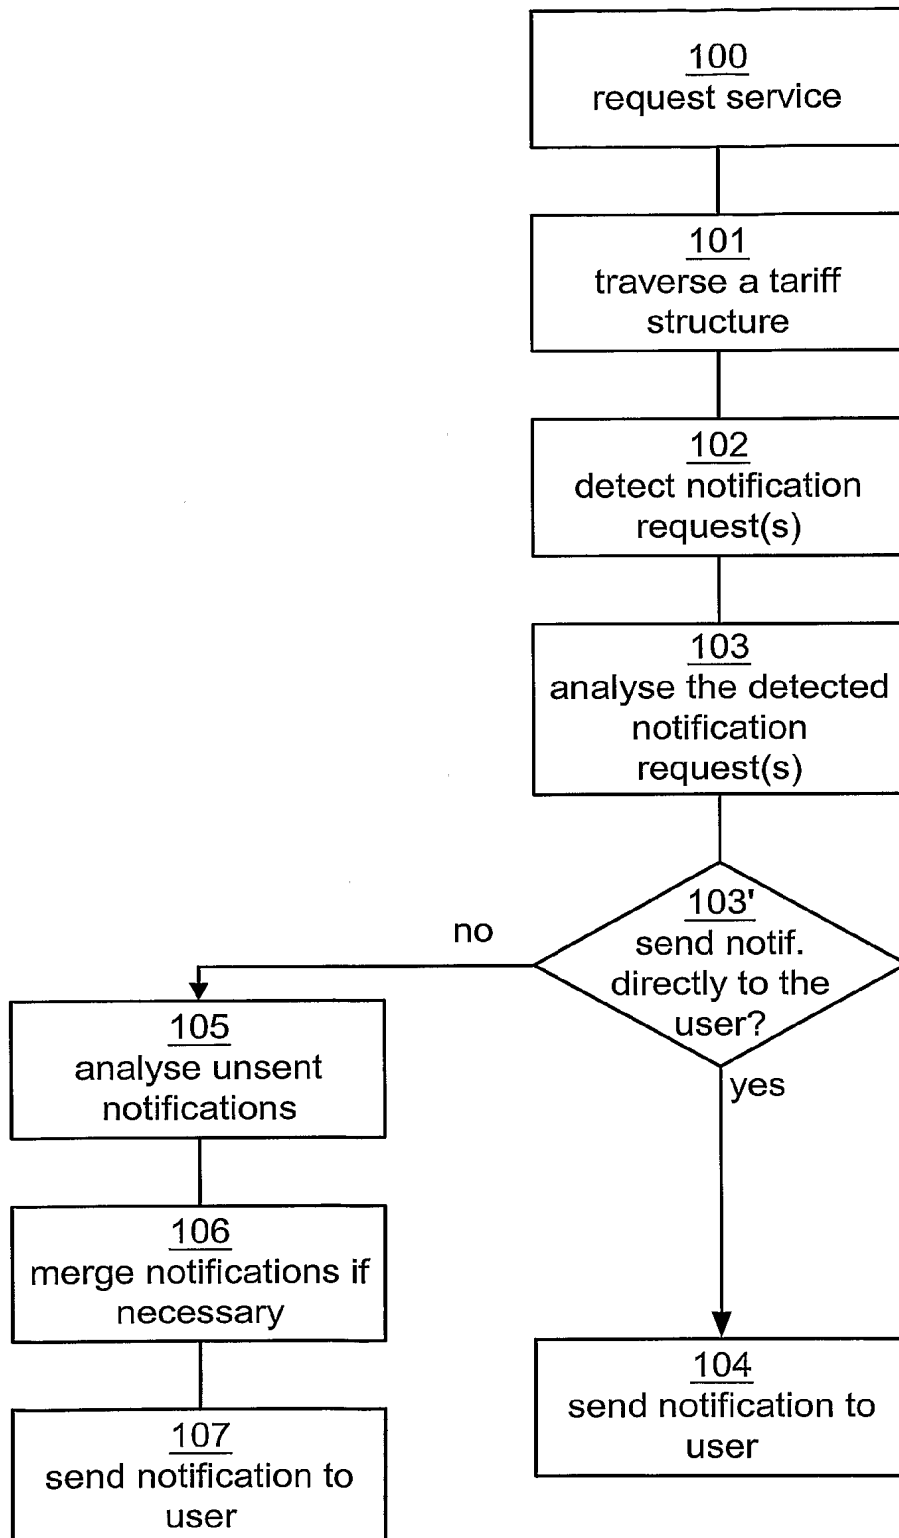 100
request service
101
traverse a tariff
structure
102
detect notification
request(s)
103
analyse the detected
notification
request(s)
103'
send notif.
directly to the
user?
no
yes
105
analyse unsent
notifications
106
merge notifications if
necessary
107
send notification to
user
104
send notification to
user